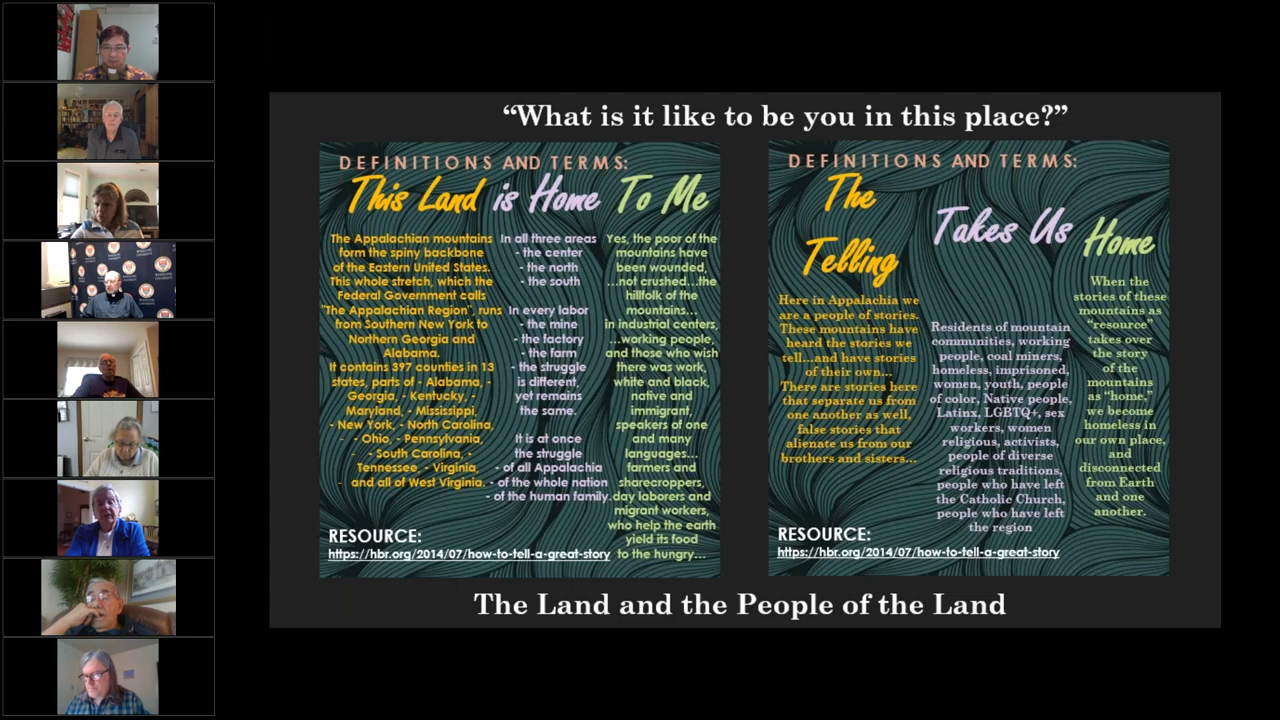 “What is it like to be you in this place?”
DEFINITIONS AND TERMS:
This Land is Home To Me
The Appalachian mountains
form the spiny backbone
of the Eastern United States.
This whole stretch, which the
Federal Government calls
"The Appalachian Region", runs
from Southern New York to
Northern Georgia and
Alabama.
It contains 397 counties in 13
states, parts of - Alabama, -
Georgia, - Kentucky, -
Maryland, - Mississippi,
- New York, - North Carolina,
- - Ohio, - Pennsylvania,
- - South Carolina, -
Tennessee, - Virginia,
- and all of West Virginia.
In all three areas
- the center
- the north
- the south
In every labor
- the mine
- the factory
- the farm
- the struggle
is different,
yet remains
the same.
It is at once
the struggle
- of all Appalachia
- of the whole nation
- of the human family.
Yes, the poor of the
mountains have
been wounded,
...not crushed...the
hillfolk of the
mountains...
in industrial centers,
...working people,
and those who wish
there was work,
white and black,
native and
immigrant,
speakers of one
and many
languages...
farmers and
sharecroppers,
day laborers and
migrant workers,
who help the earth
yield its food
to the hungry...
RESOURCE:
https://hbr.org/2014/07/how-to-tell-a-great-story
DEFINITIONS AND TERMS:
The
Telling
Takes Us
Home
Here in Appalachia we
are a people of stories.
These mountains have
heard the stories we
tell...and have stories
of their own...
There are stories here
that separate us from
one another as well,
false stories that
alienate us from our
brothers and sisters...
Residents of mountain
communities, working
people, coal miners,
homeless, imprisoned,
women, youth, people
of color, Native people,
Latinx, LGBTQ+, sex
workers, women
religious, activists,
people of diverse
religious traditions,
people who have left
the Catholic Church,
people who have left
the region
When the
stories of these
mountains as
“resource”
takes over
the story
of the
mountains
as “home,”
we become
homeless in
our own place,
and
disconnected
from Earth
and one
another.
RESOURCE:
https://hbr.org/2014/07/how-to-tell-a-great-story
The Land and the People of the Land